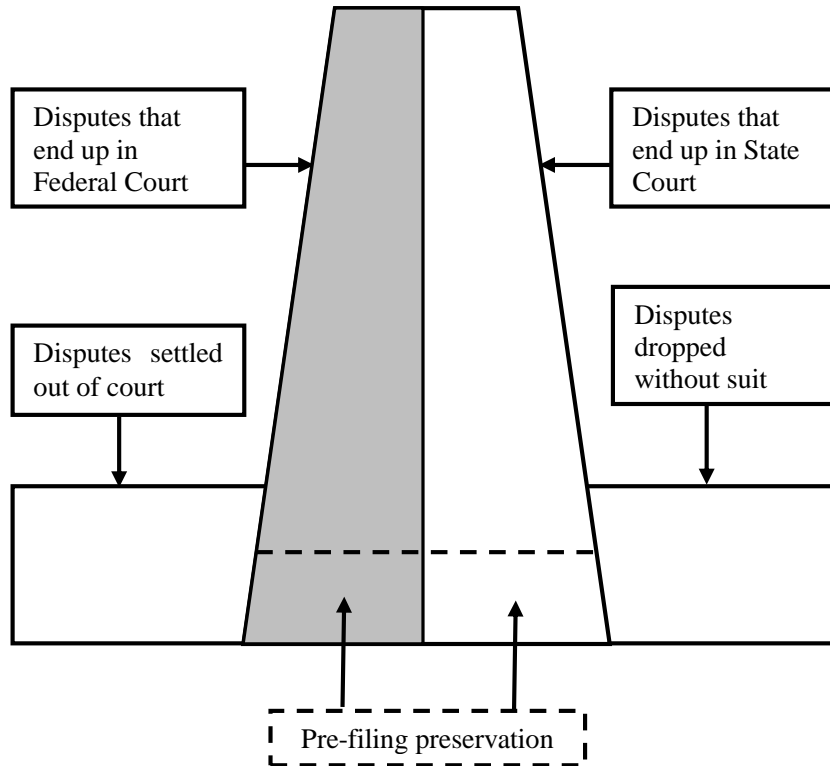 Disputes that
end up in
Federal Court
Disputes that
end up in State
Court
Disputes settled
out of court
Disputes
dropped
without suit
Pre-filing preservation